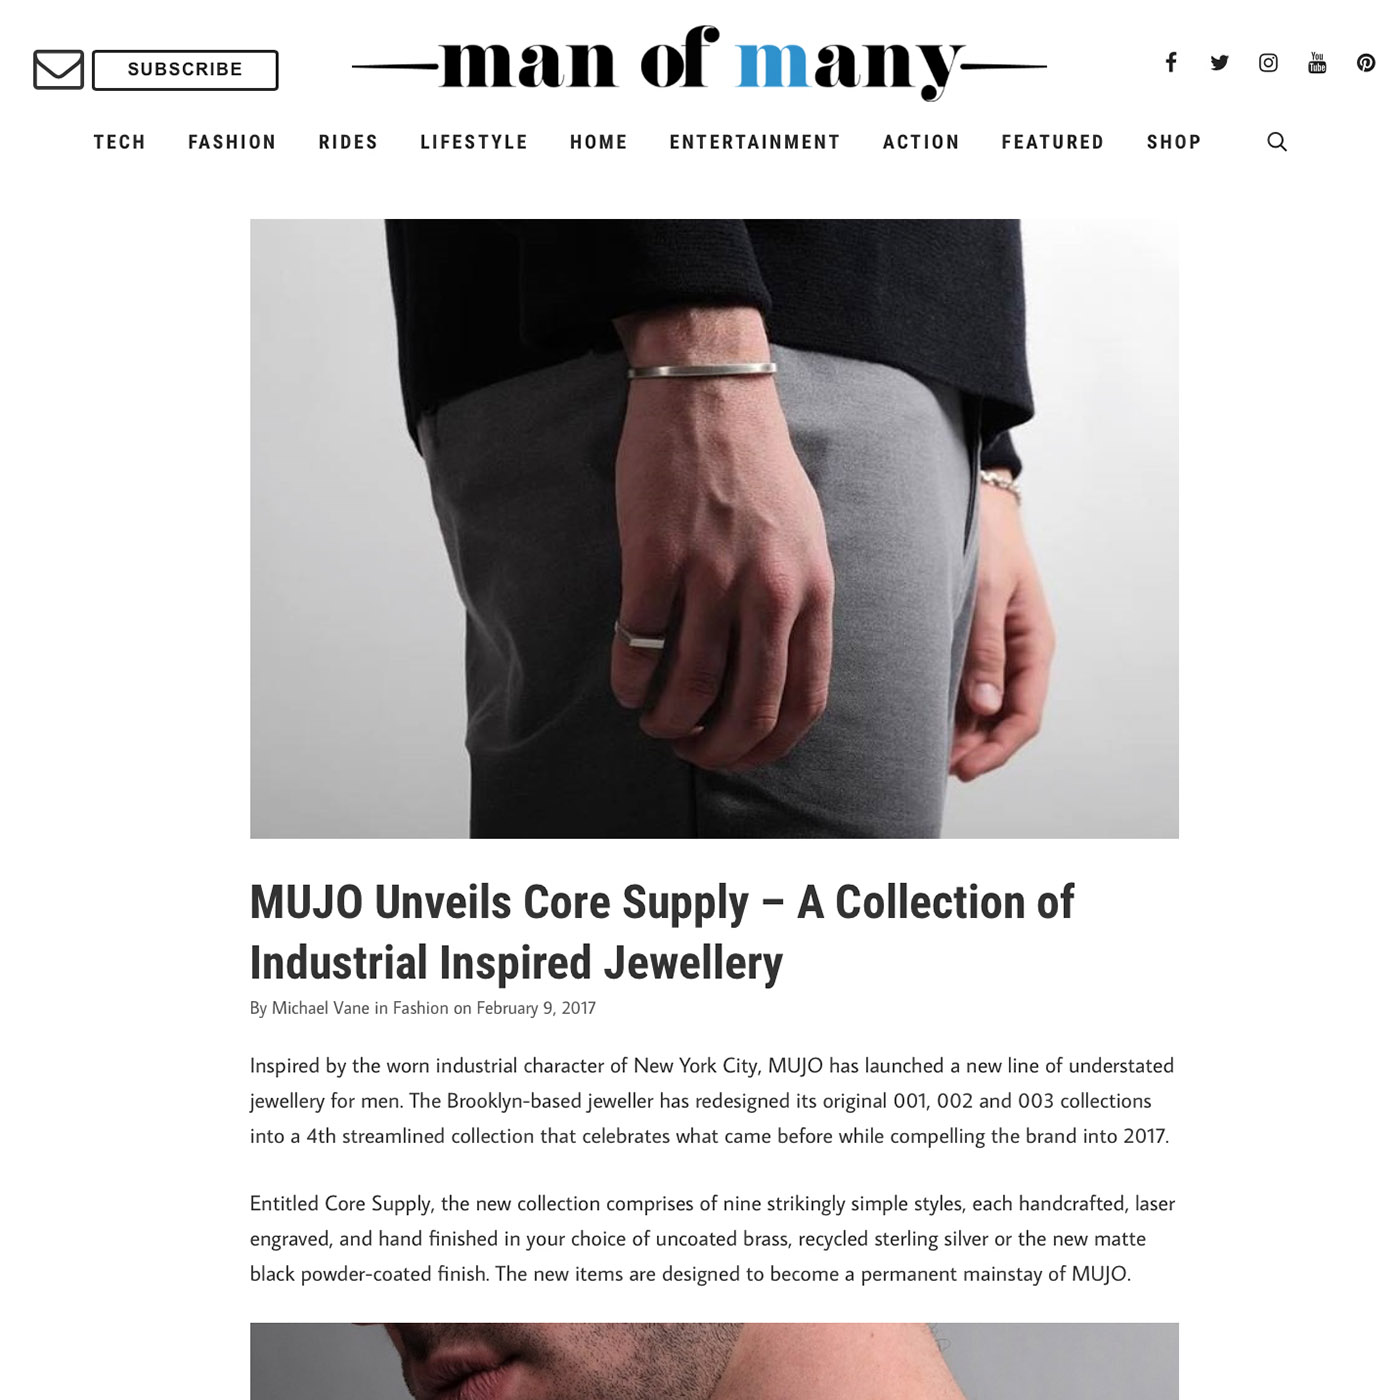 SUBSCRIBE
man of many
You
Tube
TECH FASHION RIDES LIFESTYLE HOME ENTERTAINMENT ACTION FEATURED SHOP
MUJO Unveils Core Supply – A Collection of
Industrial Inspired Jewellery
By Michael Vane in Fashion on February 9, 2017
Inspired by the worn industrial character of New York City, MUJO has launched a new line of understated
jewellery for men. The Brooklyn-based jeweller has redesigned its original 001, 002 and 003 collections
into a 4th streamlined collection that celebrates what came before while compelling the brand into 2017.
Entitled Core Supply, the new collection comprises of nine strikingly simple styles, each handcrafted, laser
engraved, and hand finished in your choice of uncoated brass, recycled sterling silver or the new matte
black powder-coated finish. The new items are designed to become a permanent mainstay of MUJO.